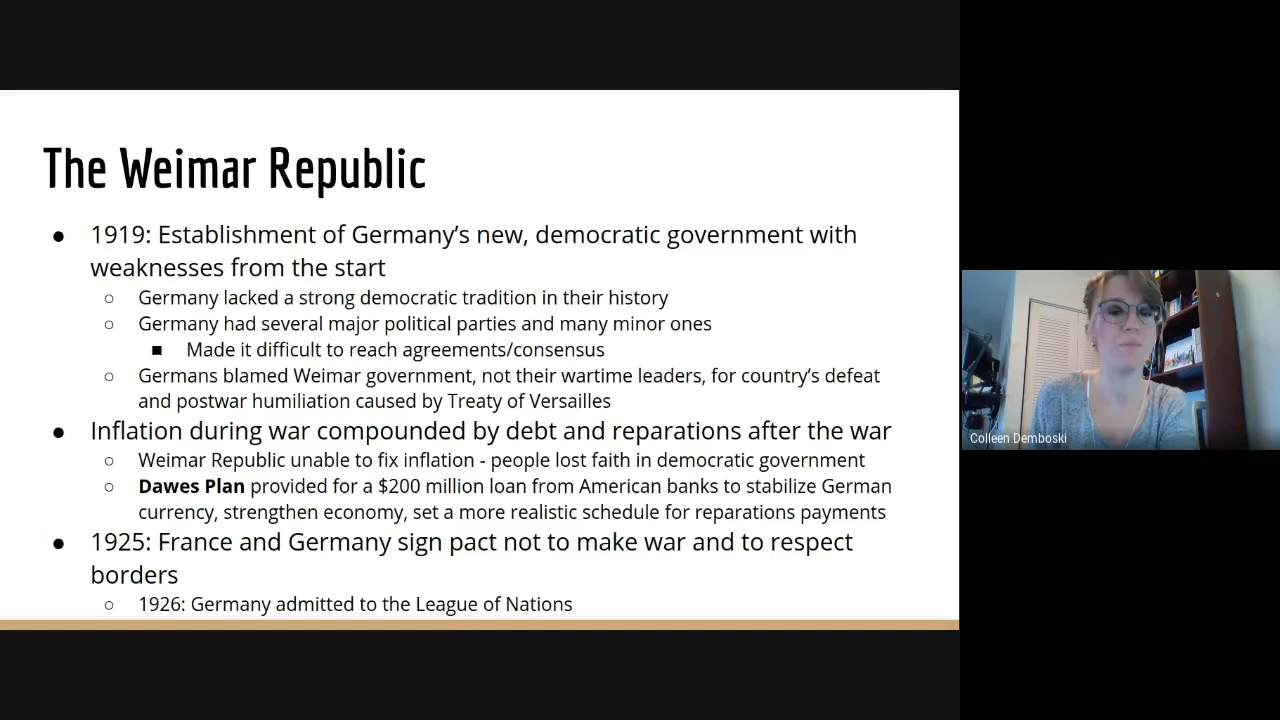 The Weimar Republic
● 1919: Establishment of Germany’s new, democratic government with
weaknesses from the start
○ Germany lacked a strong democratic tradition in their history
○ Germany had several major political parties and many minor ones
■ Made it difficult to reach agreements/consensus
○ Germans blamed Weimar government, not their wartime leaders, for country’s defeat
and postwar humiliation caused by Treaty of Versailles
● Inflation during war compounded by debt and reparations after the war
○ Weimar Republic unable to fix inflation - people lost faith in democratic government
○ Dawes Plan provided for a $200 million loan from American banks to stabilize German
currency, strengthen economy, set a more realistic schedule for reparations payments
● 1925: France and Germany sign pact not to make war and to respect
borders
○ 1926: Germany admitted to the League of Nations
Colleen Demboski